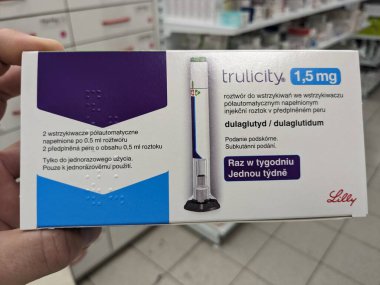 2 wstrzykiwacze półautomatyczne
napełnione po 0,5 ml roztworu
2 předplněná pera o obsahu 0,5 ml roztoku
Tylko do jednorazowego użycia.
Pouze k jednorázovému použití.
trulicity® 1,5 mg
roztwór do wstrzykiwań we wstrzykiwaczu
półautomatycznym napełnionym
injekční roztok v předplněném peru
dulaglutyd / dulaglutidum
Podanie podskórne.
Subkutánní podání.
Raz w tygodniu
Jednou týdně
Lilly